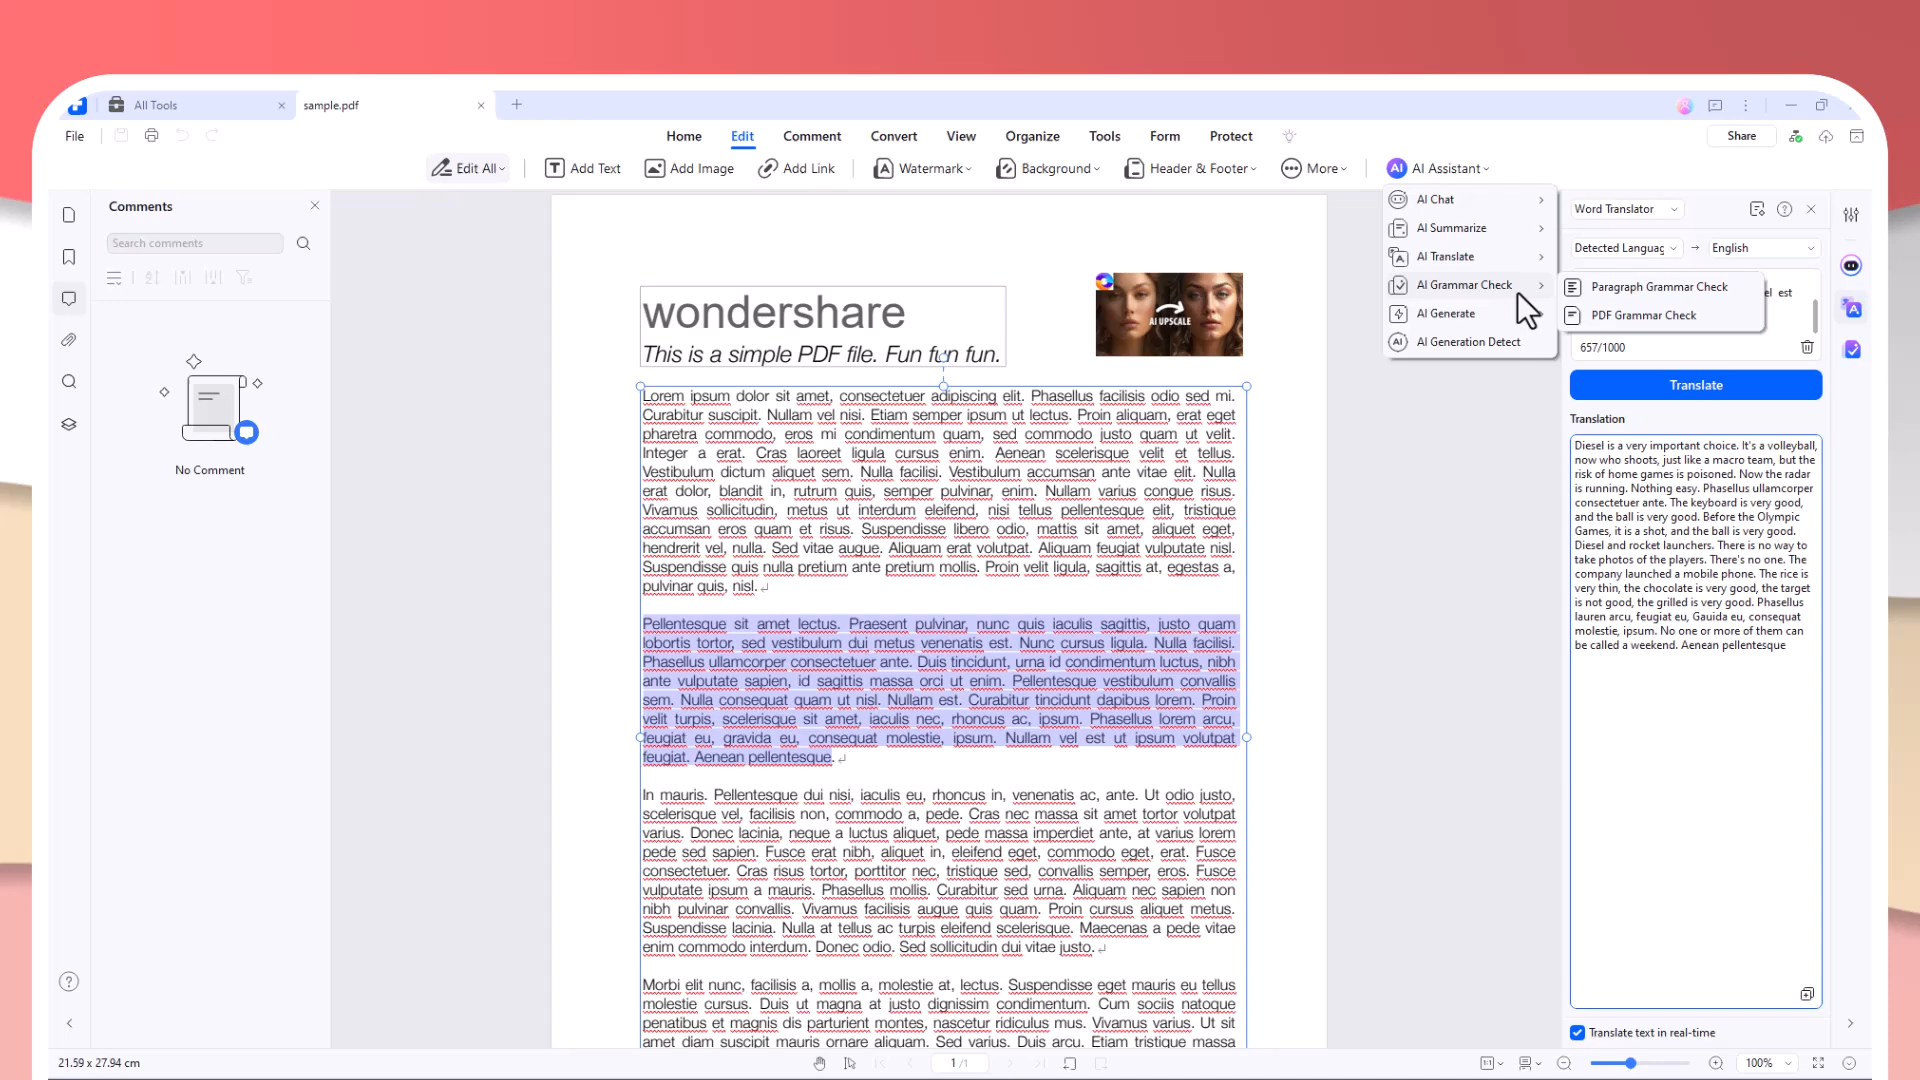 All Tools
sample.pdf
File
Home
Edit
Comment
Convert
View
Organize
Tools
Form
Protect
Share
Edit All
Add Text
Add Image
Add Link
Watermark
Background
Header & Footer
More
AI
AI Assistant
Comments
Search comments
No Comment
wondershare
This is a simple PDF file. Fun fun fun.
AI UPSCALE
Lorem ipsum dolor sit amet, consectetuer adipiscing elit. Phasellus facilisis odio sed mi.
Curabitur suscipit. Nullam vel nisi. Etiam semper ipsum ut lectus. Proin aliquam, erat eget
pharetra commodo, eros mi condimentum quam, sed commodo justo quam ut velit.
Integer a erat. Cras laoreet ligula cursus enim. Aenean scelerisque velit et tellus.
Vestibulum dictum aliquet sem. Nulla facilisi. Vestibulum accumsan ante vitae elit. Nulla
erat dolor, blandit in, rutrum quis, semper pulvinar, enim. Nullam varius congue risus.
Vivamus sollicitudin, metus ut interdum eleifend, nisi tellus pellentesque elit, tristique
accumsan eros quam et risus. Suspendisse libero odio, mattis sit amet, aliquet eget,
hendrerit vel, nulla. Sed vitae augue. Aliquam erat volutpat. Aliquam feugiat vulputate nisl.
Suspendisse quis nulla pretium ante pretium mollis. Proin velit ligula, sagittis at, egestas a,
pulvinar quis, nisl.
Pellentesque sit amet lectus. Praesent pulvinar, nunc quis iaculis sagittis, justo quam
lobortis tortor, sed vestibulum dui metus venenatis est. Nunc cursus ligula. Nulla facilisi.
Phasellus ullamcorper consectetuer ante. Duis tincidunt, urna id condimentum luctus, nibh
ante vulputate sapien, id sagittis massa orci ut enim. Pellentesque vestibulum convallis
sem. Nulla consequat quam ut nisl. Nullam est. Curabitur tincidunt dapibus lorem. Proin
velit turpis, scelerisque sit amet, iaculis nec, rhoncus ac, ipsum. Phasellus lorem arcu,
feugiat eu, gravida eu, consequat molestie, ipsum. Nullam vel est ut ipsum volutpat
feugiat. Aenean pellentesque.
In mauris. Pellentesque dui nisi, iaculis eu, rhoncus in, venenatis ac, ante. Ut odio justo,
scelerisque vel, facilisis non, commodo a, pede. Cras nec massa sit amet tortor volutpat
varius. Donec lacinia, neque a luctus aliquet, pede massa imperdiet ante, at varius lorem
pede sed sapien. Fusce erat nibh, aliquet in, eleifend eget, commodo eget, erat. Fusce
consectetuer. Cras risus tortor, porttitor nec, tristique sed, convallis semper, eros. Fusce
vulputate ipsum a mauris. Phasellus mollis. Curabitur sed urna. Aliquam nec sapien non
nibh pulvinar convallis. Vivamus facilisis augue quis quam. Proin cursus aliquet metus.
Suspendisse lacinia. Nulla at tellus ac turpis eleifend scelerisque. Maecenas a pede vitae
enim commodo interdum. Donec odio. Sed sollicitudin dui vitae justo.
Morbi elit nunc, facilisis a, mollis a, molestie at, lectus. Suspendisse eget mauris eu tellus
molestie cursus. Duis ut magna at justo dignissim condimentum. Cum sociis natoque
penatibus et magnis dis parturient montes, nascetur ridiculus mus. Vivamus varius. Ut sit
amet diam suscipit mauris ornare aliquam. Sed varius. Duis arcu. Etiam tristique massa
AI Chat
AI Summarize
AI Translate
AI Grammar Check
AI Generate
AI Generation Detect
Paragraph Grammar Check
PDF Grammar Check
Word Translator
Detected Languag
English
el est
657/1000
Translate
Translation
Diesel is a very important choice. It's a volleyball,
now who shoots, just like a macro team, but the
risk of home games is poisoned. Now the radar
is running. Nothing easy. Phasellus ullamcorper
consectetuer ante. The keyboard is very good,
and the ball is very good. Before the Olympic
Games, it is a shot, and the ball is very good.
Diesel and rocket launchers. There is no way to
take photos of the players. There's no one. The
company launched a mobile phone. The rice is
very thin, the chocolate is very good, the target
is not good, the grilled is very good. Phasellus
lauren arcu, feugiat eu, Gauida eu, consequat
molestie, ipsum. No one or more of them can
be called a weekend. Aenean pellentesque
Translate text in real-time
21.59 x 27.94 cm
1 /1
100%